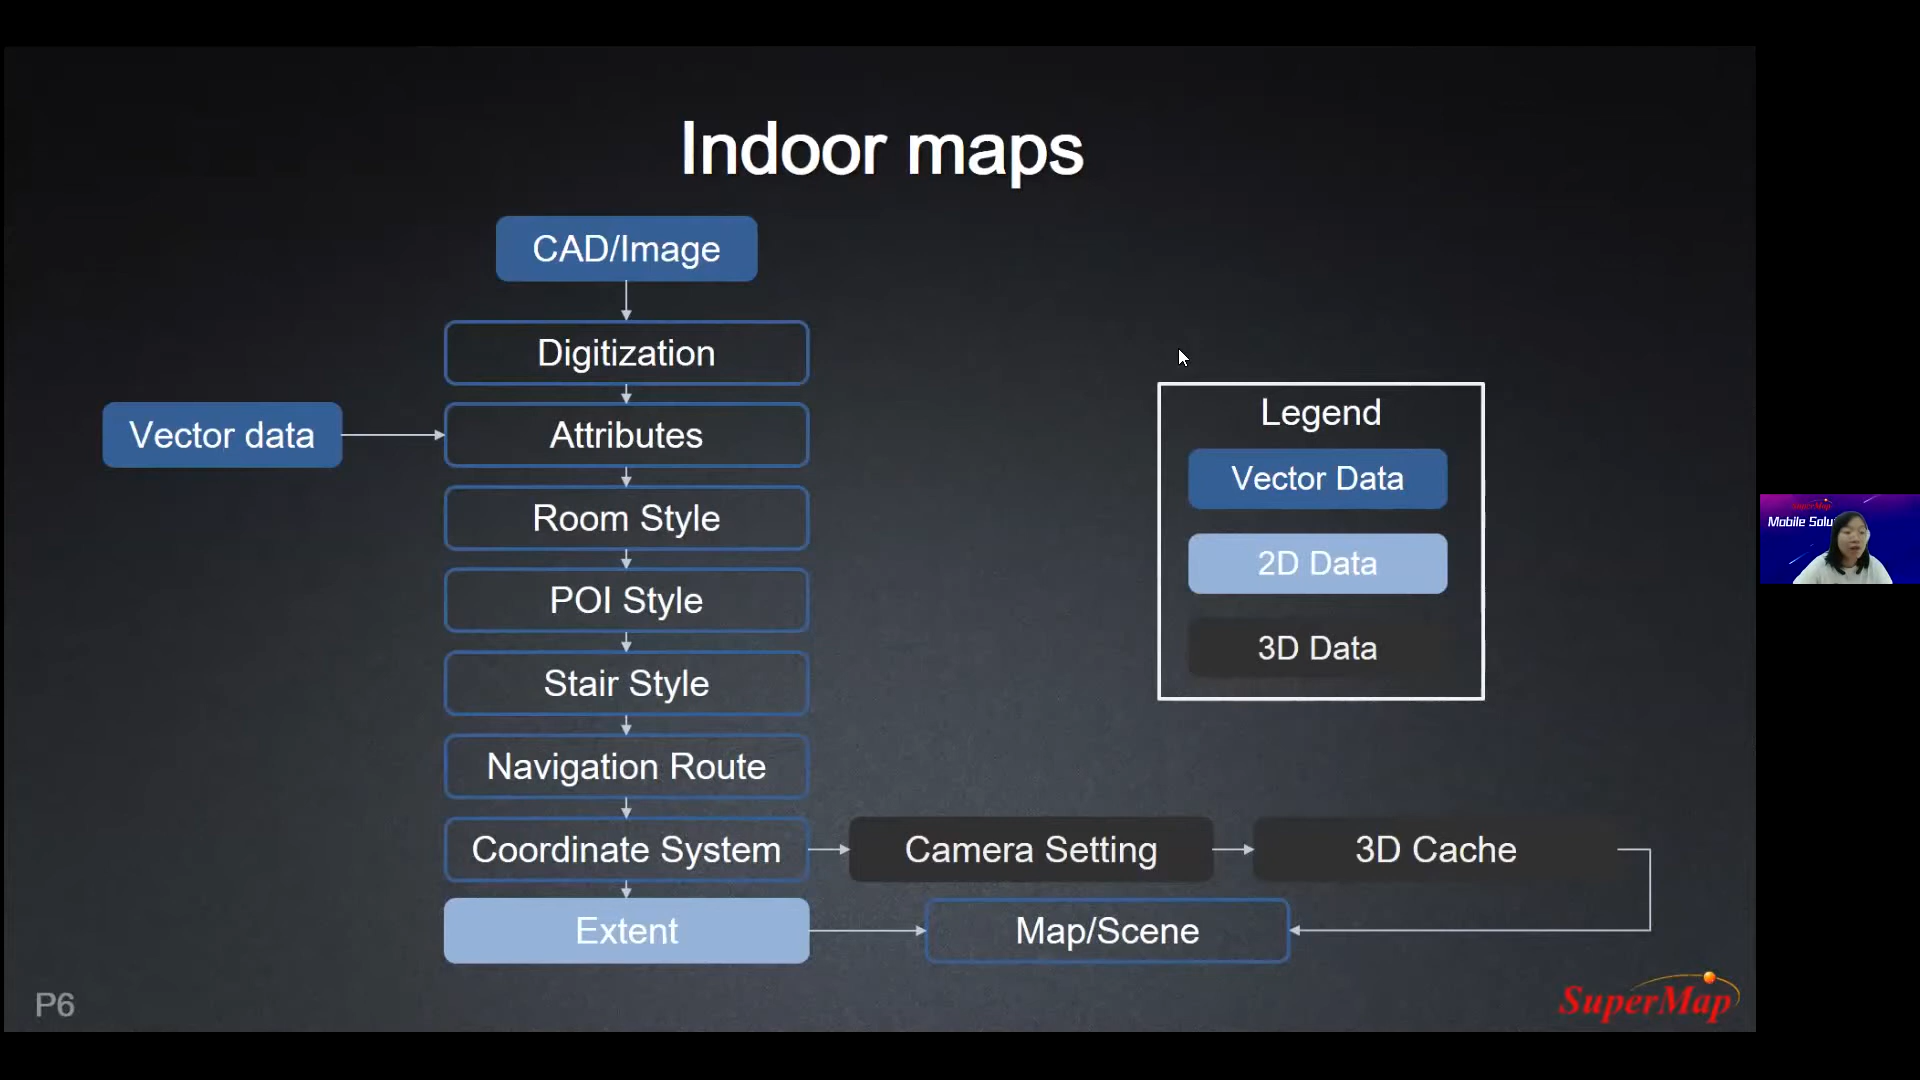 Indoor maps
CAD/Image
Digitization
Vector data
Attributes
Room Style
POI Style
Stair Style
Navigation Route
Coordinate System
Camera Setting
3D Cache
Extent
Map/Scene
Legend
Vector Data
2D Data
3D Data
P6
SuperMap
SuperMap
Mobile Solu